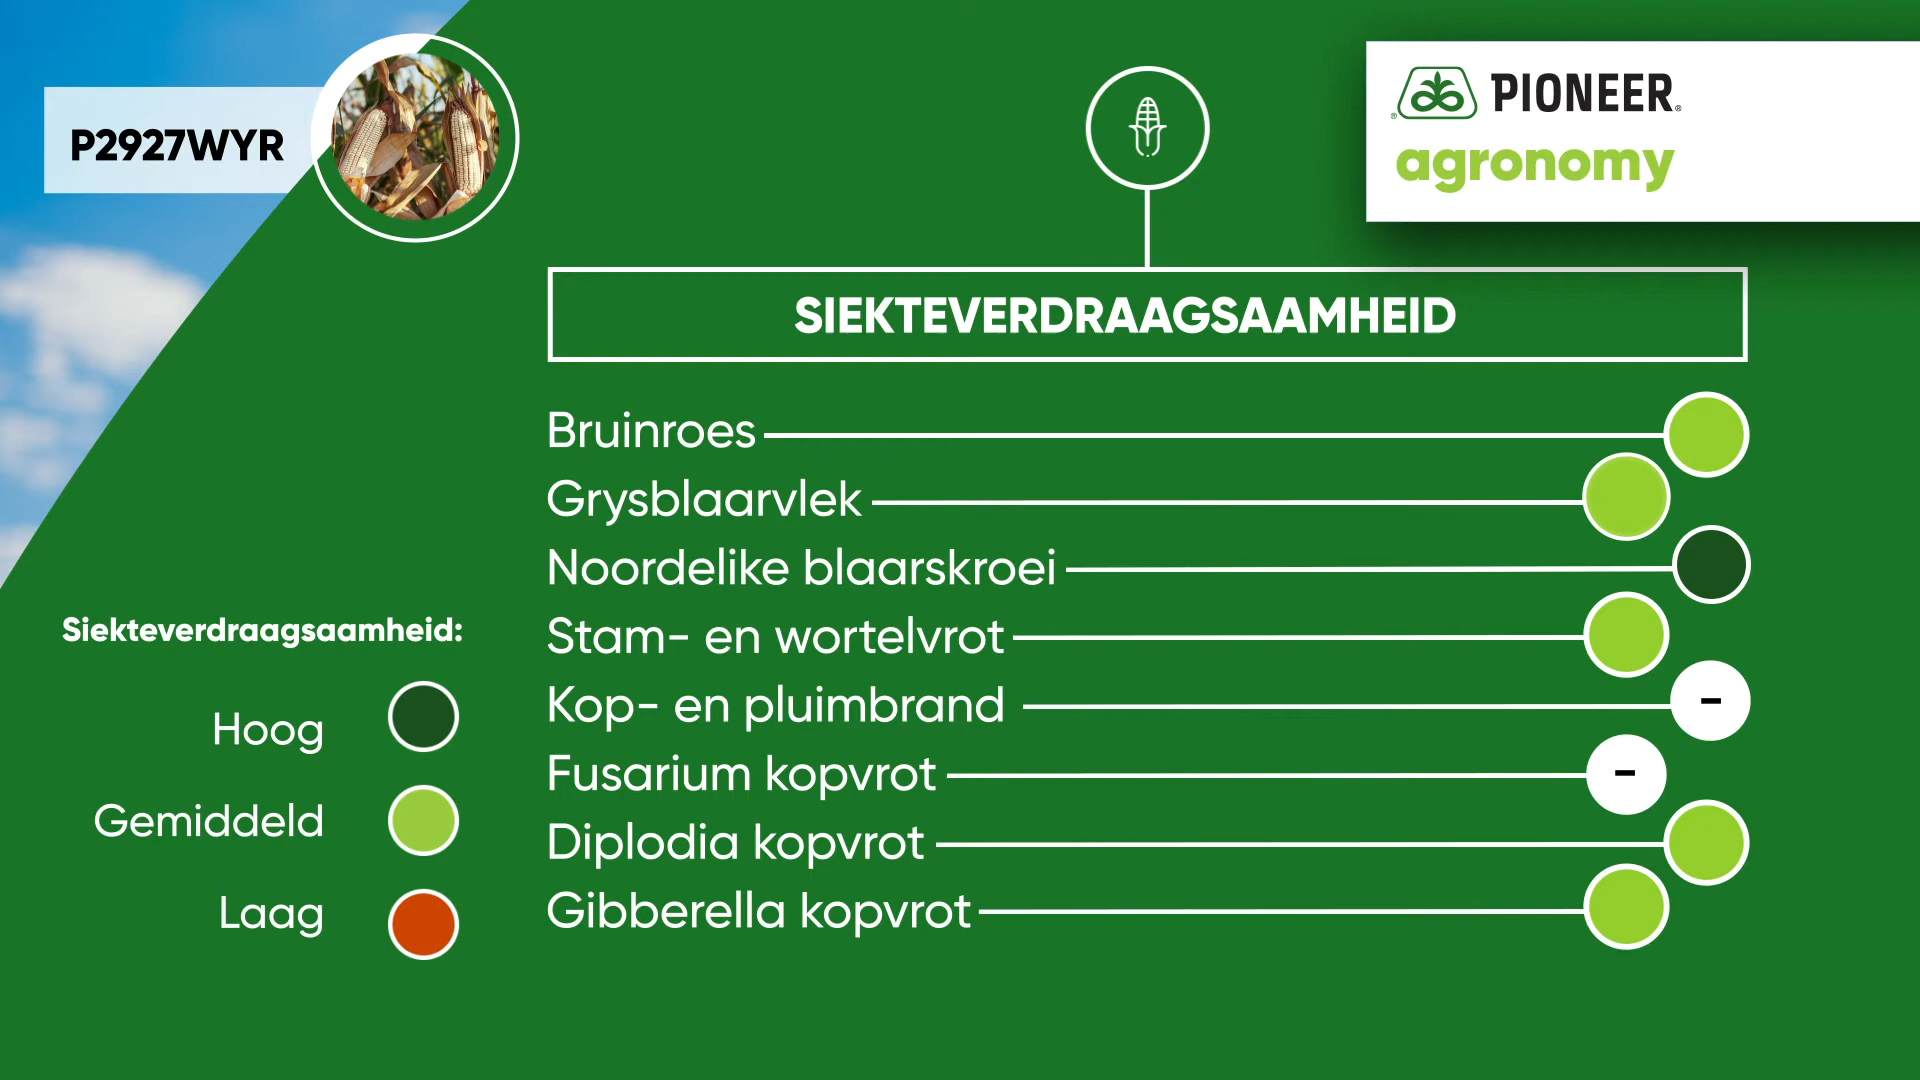 P2927WYR
PIONEER
agronomy
SIEKTEVERDRAAGSAAMHEID
Bruinroes
Grysblaarvlek
Noordelike blaarskroei
Stam- en wortelvrot
Kop- en pluimbrand -
Fusarium kopvrot -
Diplodia kopvrot
Gibberella kopvrot
Siekteverdraagsaamheid:
Hoog
Gemiddeld
Laag